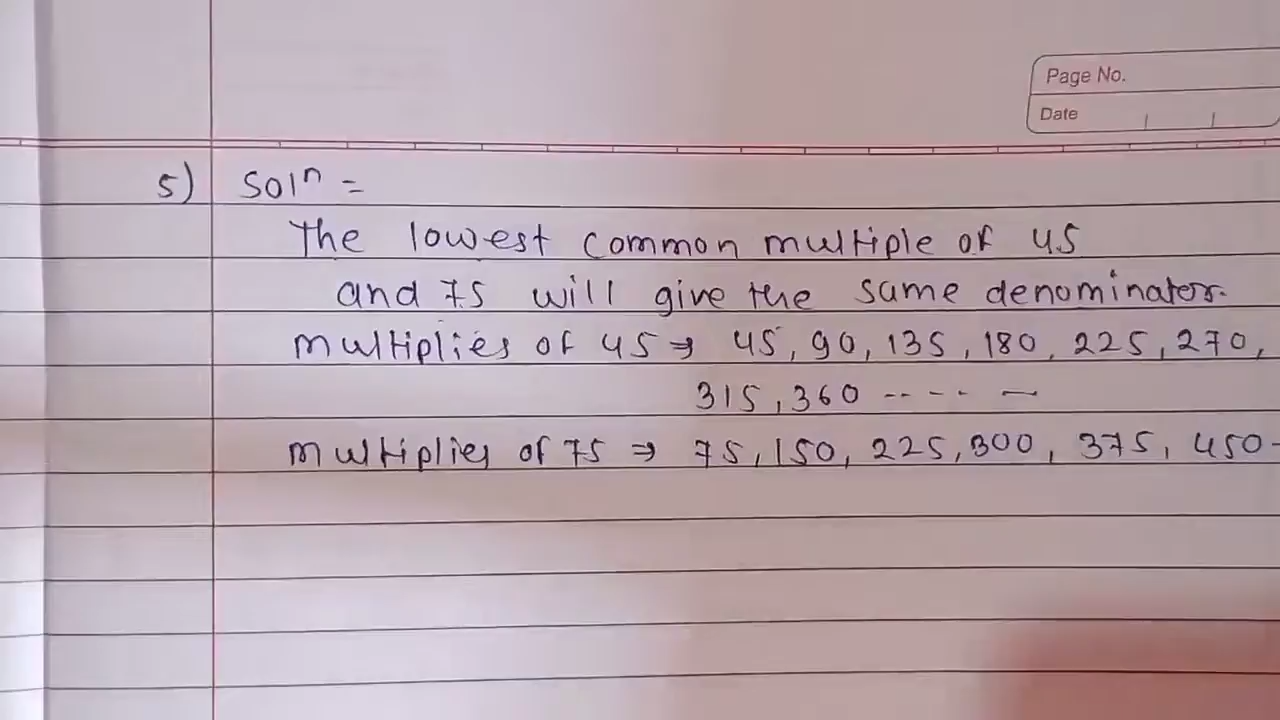 Page No.
Date
5) Solⁿ =
The lowest common multiple of 45
and 75 will give the same denominator.
multiplies of 45 ⇒ 45, 90, 135, 180, 225, 270,
315, 360 -- -- —
multiplies of 75 ⇒ 75, 150, 225, 300, 375, 450-